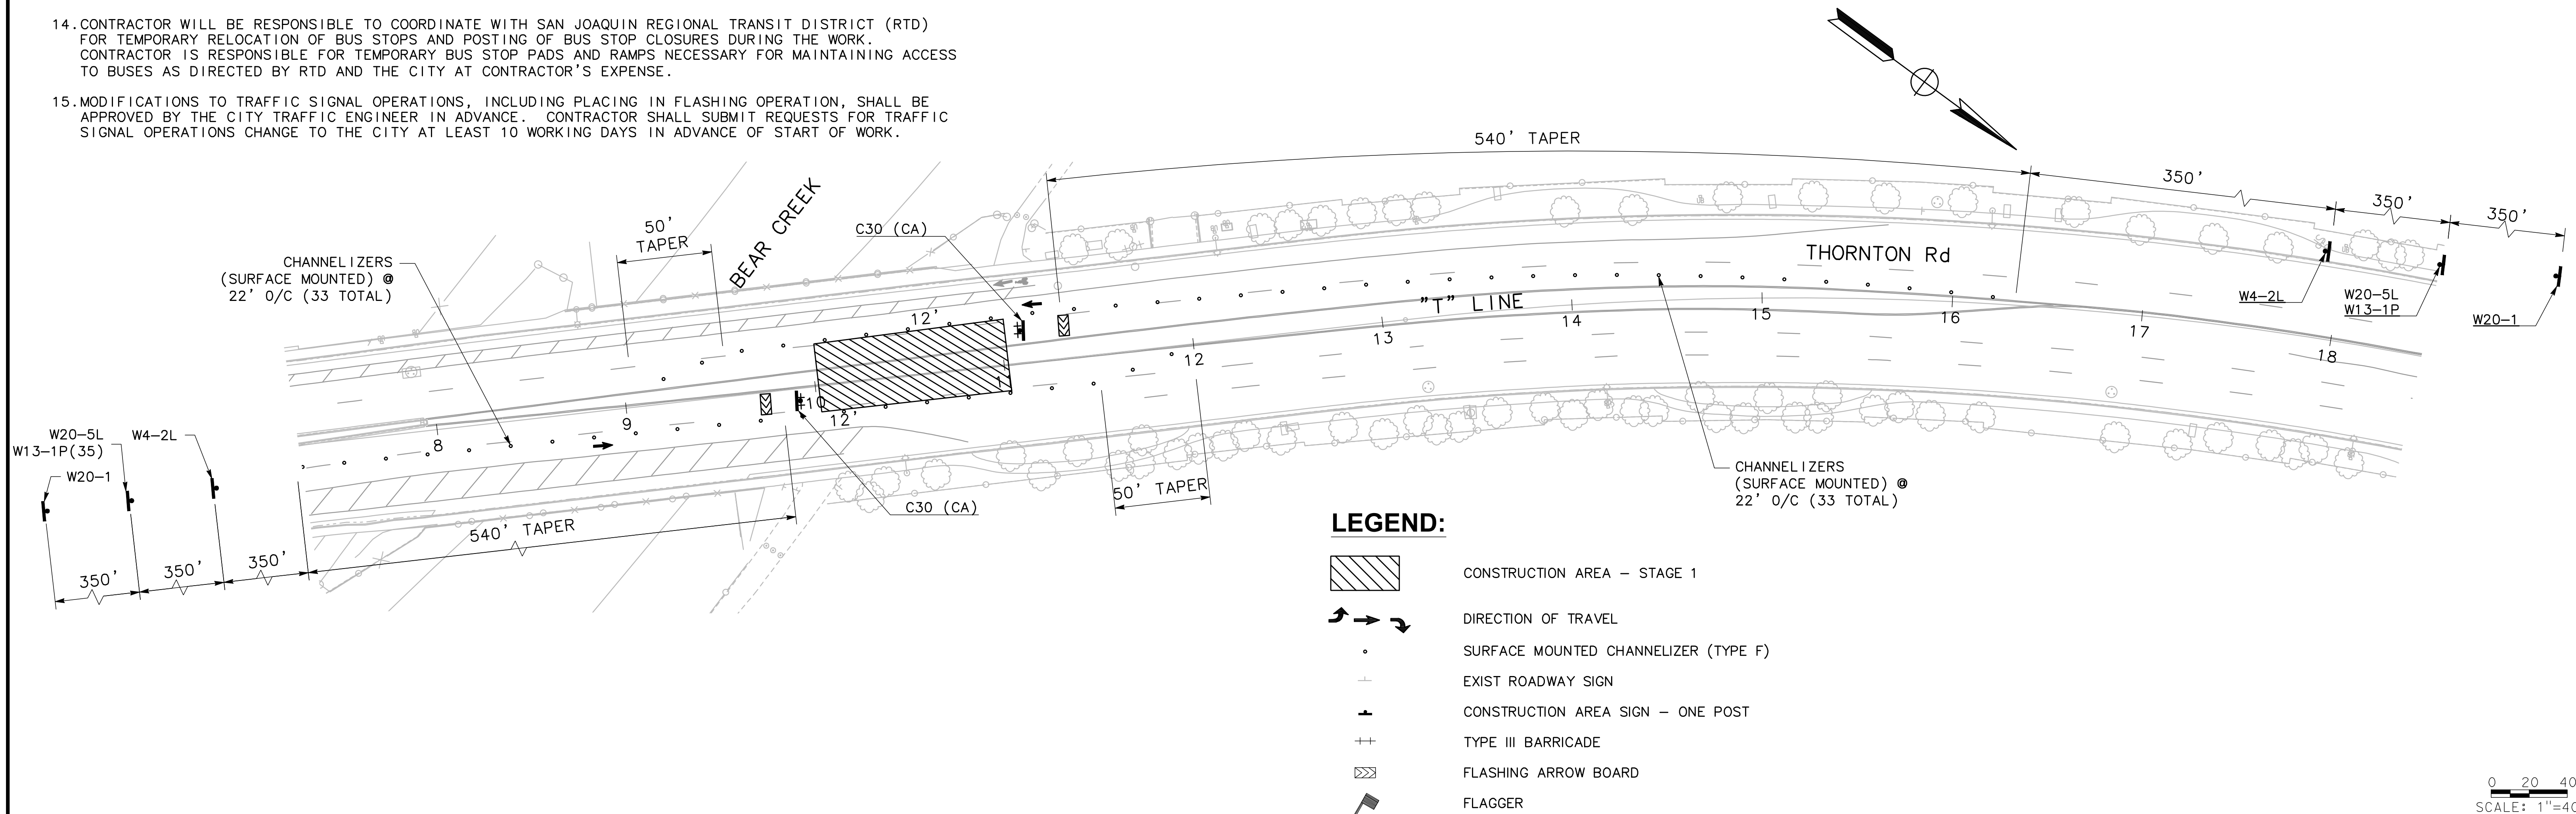 14. CONTRACTOR WILL BE RESPONSIBLE TO COORDINATE WITH SAN JOAQUIN REGIONAL TRANSIT DISTRICT (RTD)
FOR TEMPORARY RELOCATION OF BUS STOPS AND POSTING OF BUS STOP CLOSURES DURING THE WORK.
CONTRACTOR IS RESPONSIBLE FOR TEMPORARY BUS STOP PADS AND RAMPS NECESSARY FOR MAINTAINING ACCESS
TO BUSES AS DIRECTED BY RTD AND THE CITY AT CONTRACTOR'S EXPENSE.
15. MODIFICATIONS TO TRAFFIC SIGNAL OPERATIONS, INCLUDING PLACING IN FLASHING OPERATION, SHALL BE
APPROVED BY THE CITY TRAFFIC ENGINEER IN ADVANCE. CONTRACTOR SHALL SUBMIT REQUESTS FOR TRAFFIC
SIGNAL OPERATIONS CHANGE TO THE CITY AT LEAST 10 WORKING DAYS IN ADVANCE OF START OF WORK.
540' TAPER
350'
350'
350'
50'
TAPER
BEAR CREEK
C30 (CA)
CHANNELIZERS
(SURFACE MOUNTED) @
22' O/C (33 TOTAL)
THORNTON Rd
"T" LINE
W4-2L
W20-5L
W13-1P
W20-1
12'
12'
8
9
10
11
12
13
14
15
16
17
18
W20-5L
W13-1P(35)
W4-2L
W20-1
C30 (CA)
50' TAPER
540' TAPER
350'
350'
350'
CHANNELIZERS
(SURFACE MOUNTED) @
22' O/C (33 TOTAL)
LEGEND:
CONSTRUCTION AREA – STAGE 1
DIRECTION OF TRAVEL
SURFACE MOUNTED CHANNELIZER (TYPE F)
EXIST ROADWAY SIGN
CONSTRUCTION AREA SIGN – ONE POST
TYPE III BARRICADE
FLASHING ARROW BOARD
FLAGGER
0 20 40
SCALE: 1"=40